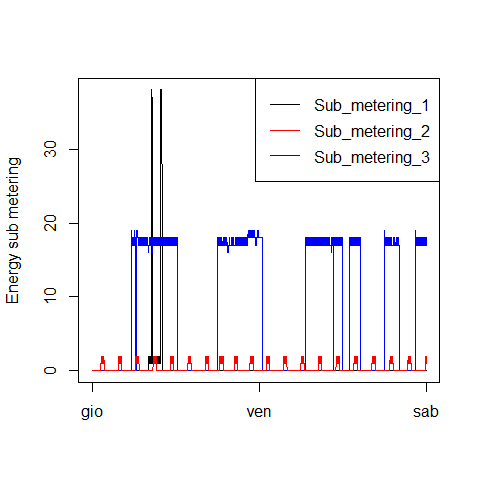 Sub_metering_1
Sub_metering_2
Sub_metering_3
Energy sub metering
30
20
10
0
gio ven sab